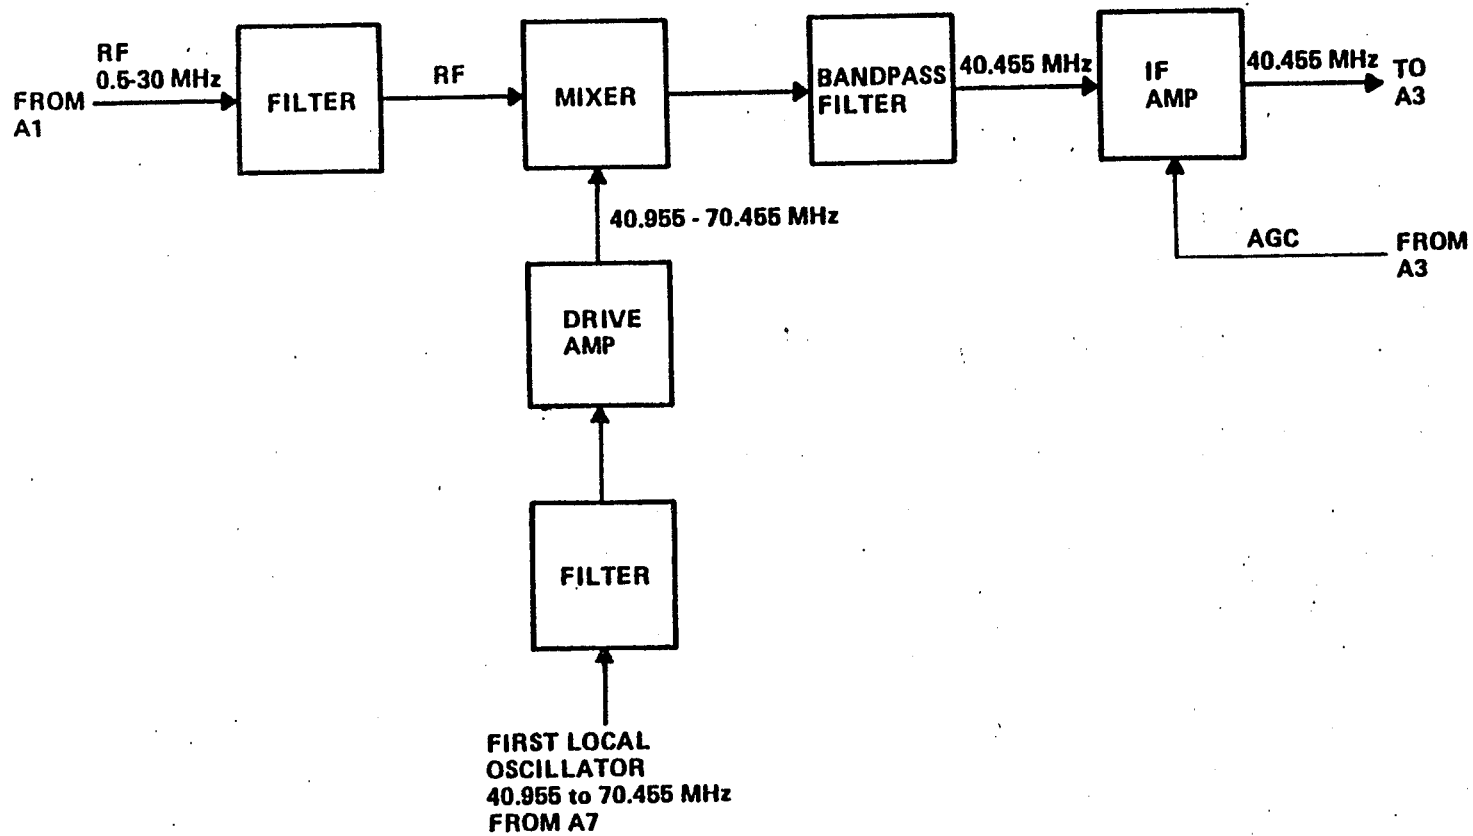 RF
0.5-30 MHz
FROM
A1
FILTER
RF
MIXER
BANDPASS
FILTER
40.455 MHz
IF
AMP
40.455 MHz
TO
A3
40.955 - 70.455 MHz
AGC
FROM
A3
DRIVE
AMP
FILTER
FIRST LOCAL
OSCILLATOR
40.955 to 70.455 MHz
FROM A7